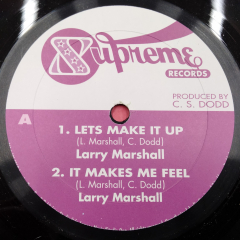 Supreme
RECORDS
PRODUCED BY
C. S. DODD
A
1. LETS MAKE IT UP
(L. Marshall, C. Dodd)
Larry Marshall
2. IT MAKES ME FEEL
(L. Marshall, C. Dodd)
Larry Marshall